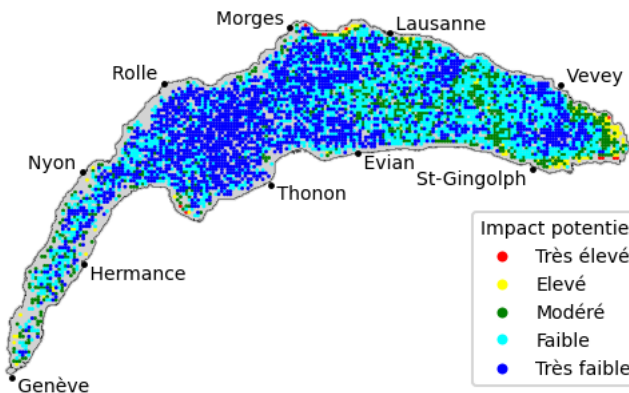 Morges
Lausanne
Rolle
Vevey
Nyon
Evian
St-Gingolph
Thonon
Hermance
Genève
Impact potentie
Très élevé
Elevé
Modéré
Faible
Très faible